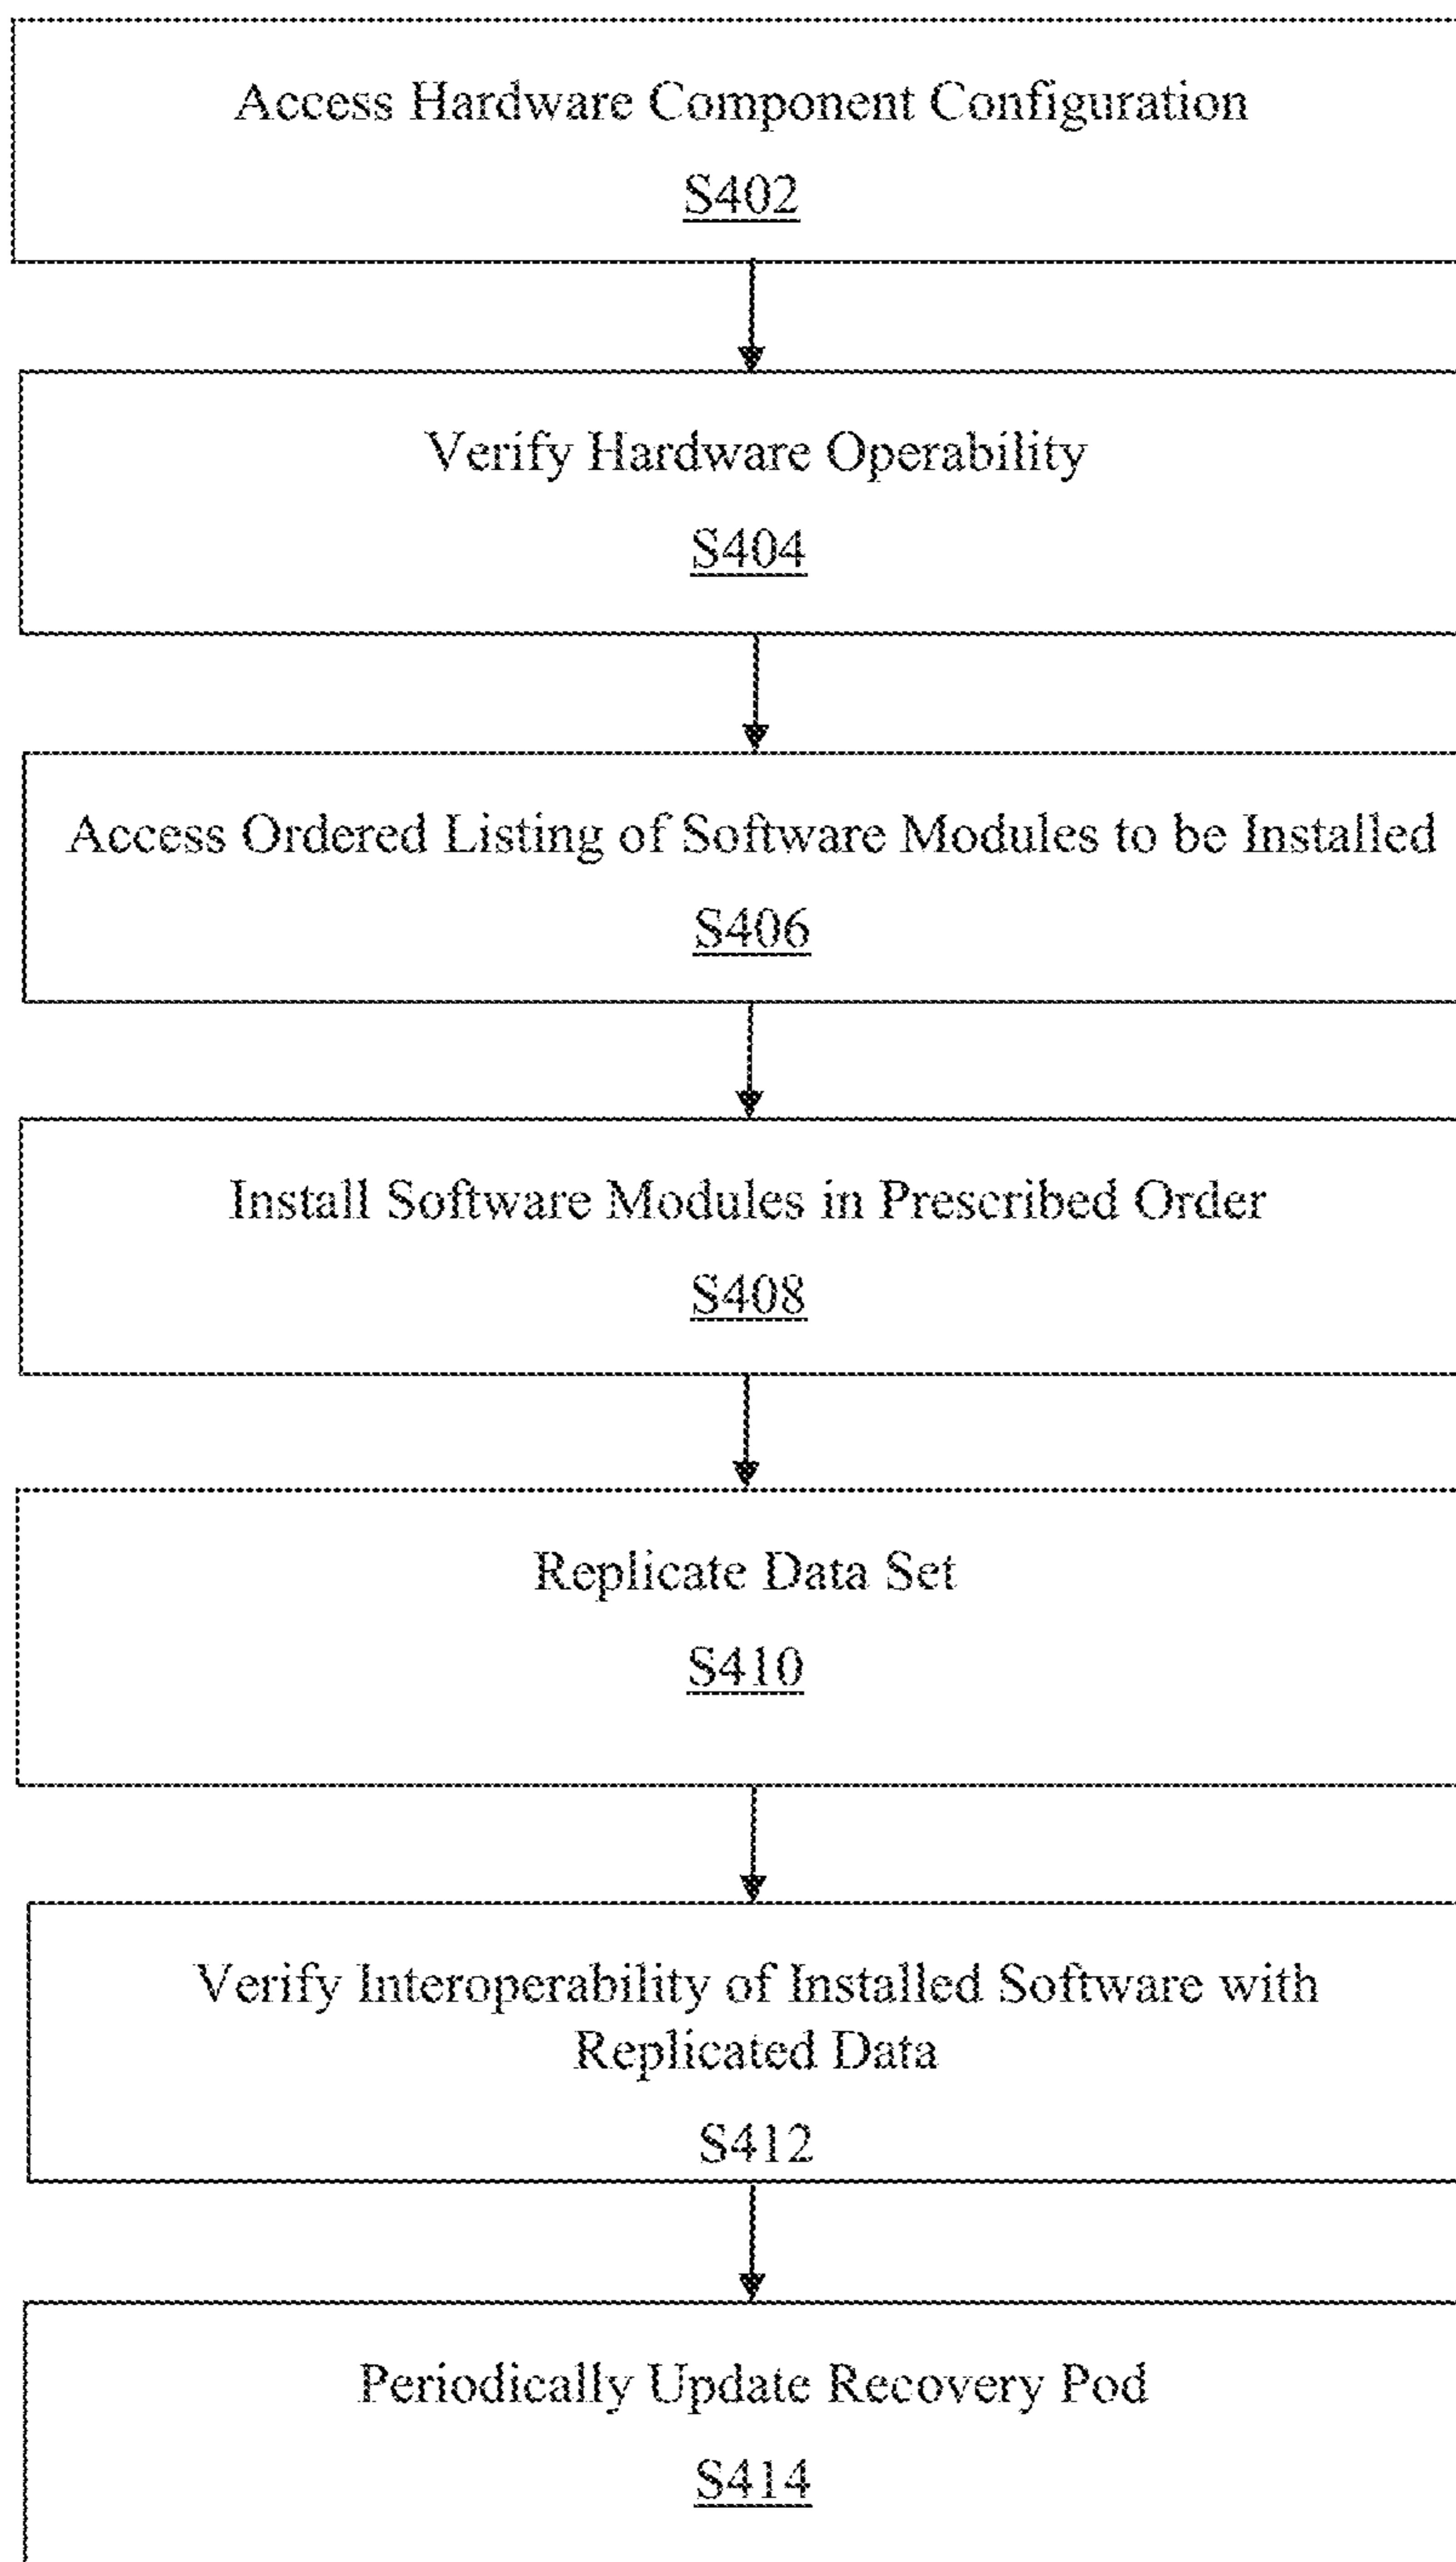 Access Hardware Component Configuration
S402
Verify Hardware Operability
S404
Access Ordered Listing of Software Modules to be Installed
S406
Install Software Modules in Prescribed Order
S408
Replicate Data Set
S410
Verify Interoperability of Installed Software with
Replicated Data
S412
Periodically Update Recovery Pod
S414